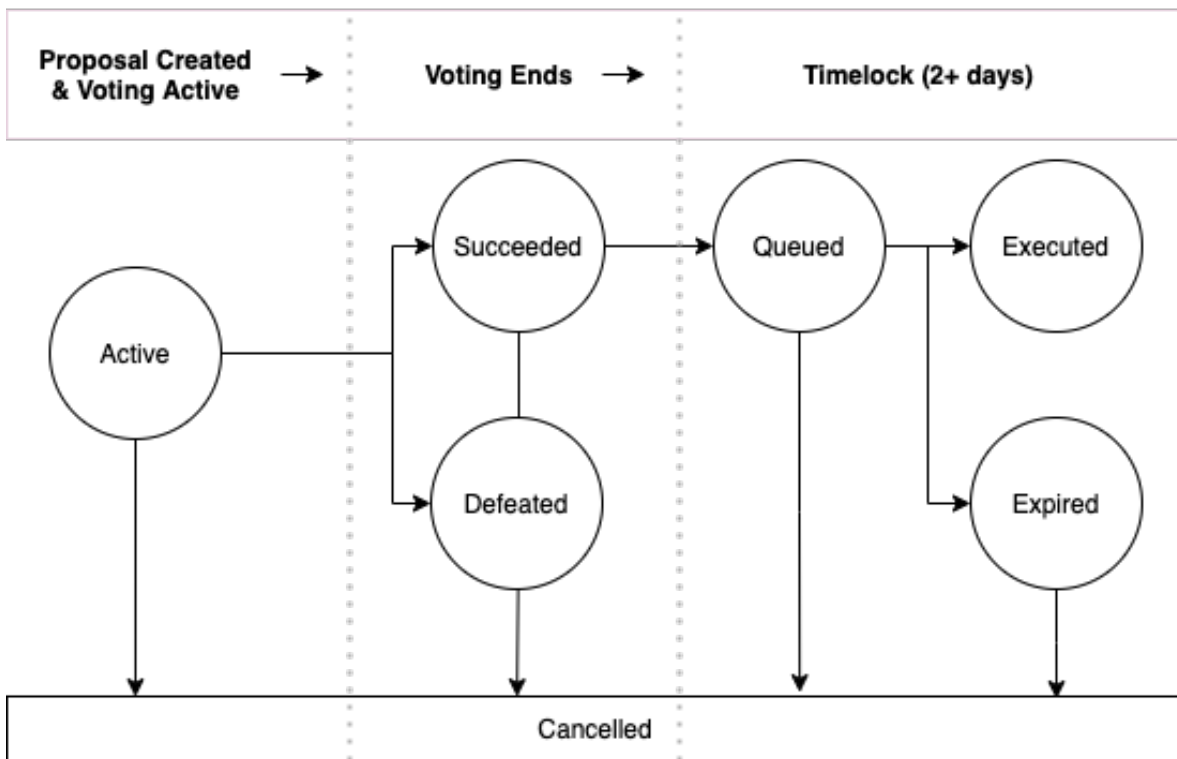 Proposal Created
& Voting Active
Voting Ends
Timelock (2+ days)
Succeeded
Queued
Executed
Active
Defeated
Expired
Cancelled